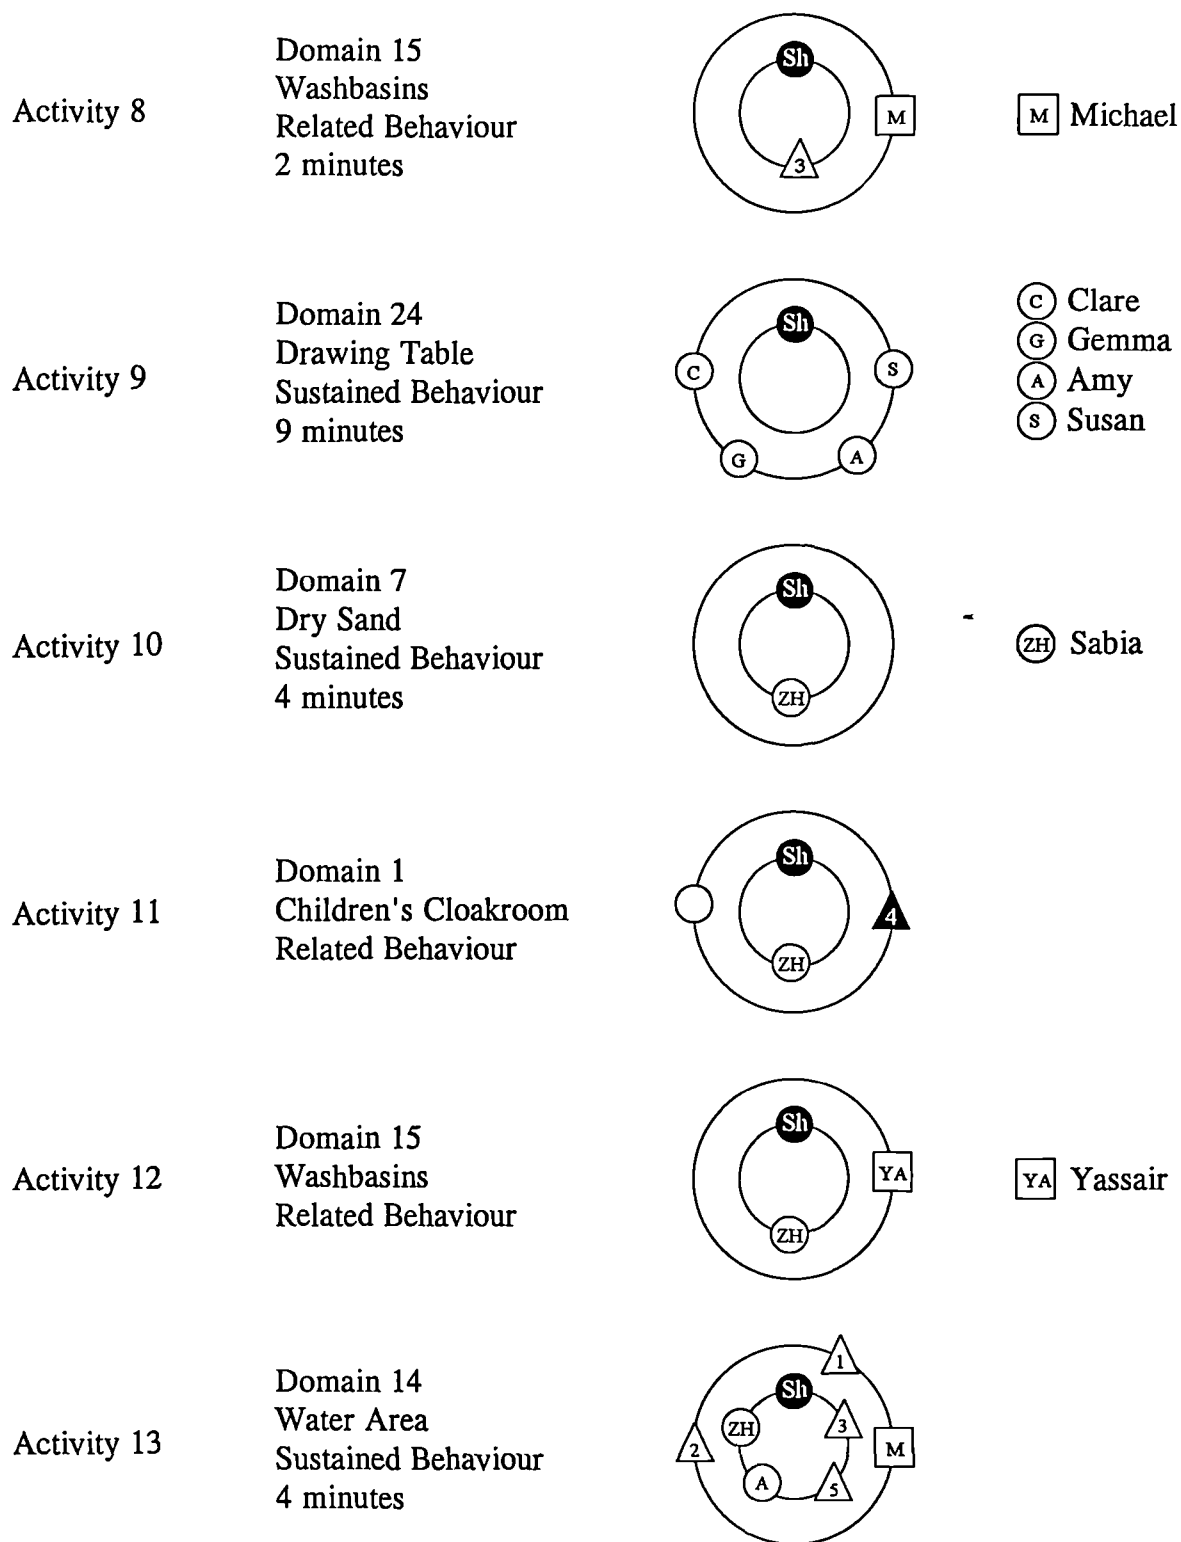 Activity 8
Domain 15
Washbasins
Related Behaviour
2 minutes
Sh
M
3
M Michael
Activity 9
Domain 24
Drawing Table
Sustained Behaviour
9 minutes
Sh
C
S
G
A
C Clare
G Gemma
A Amy
S Susan
Activity 10
Domain 7
Dry Sand
Sustained Behaviour
4 minutes
Sh
ZH
ZH Sabia
Activity 11
Domain 1
Children's Cloakroom
Related Behaviour
Sh
4
ZH
Activity 12
Domain 15
Washbasins
Related Behaviour
Sh
YA
ZH
YA Yassair
Activity 13
Domain 14
Water Area
Sustained Behaviour
4 minutes
1
Sh
ZH
3
2
M
A
5